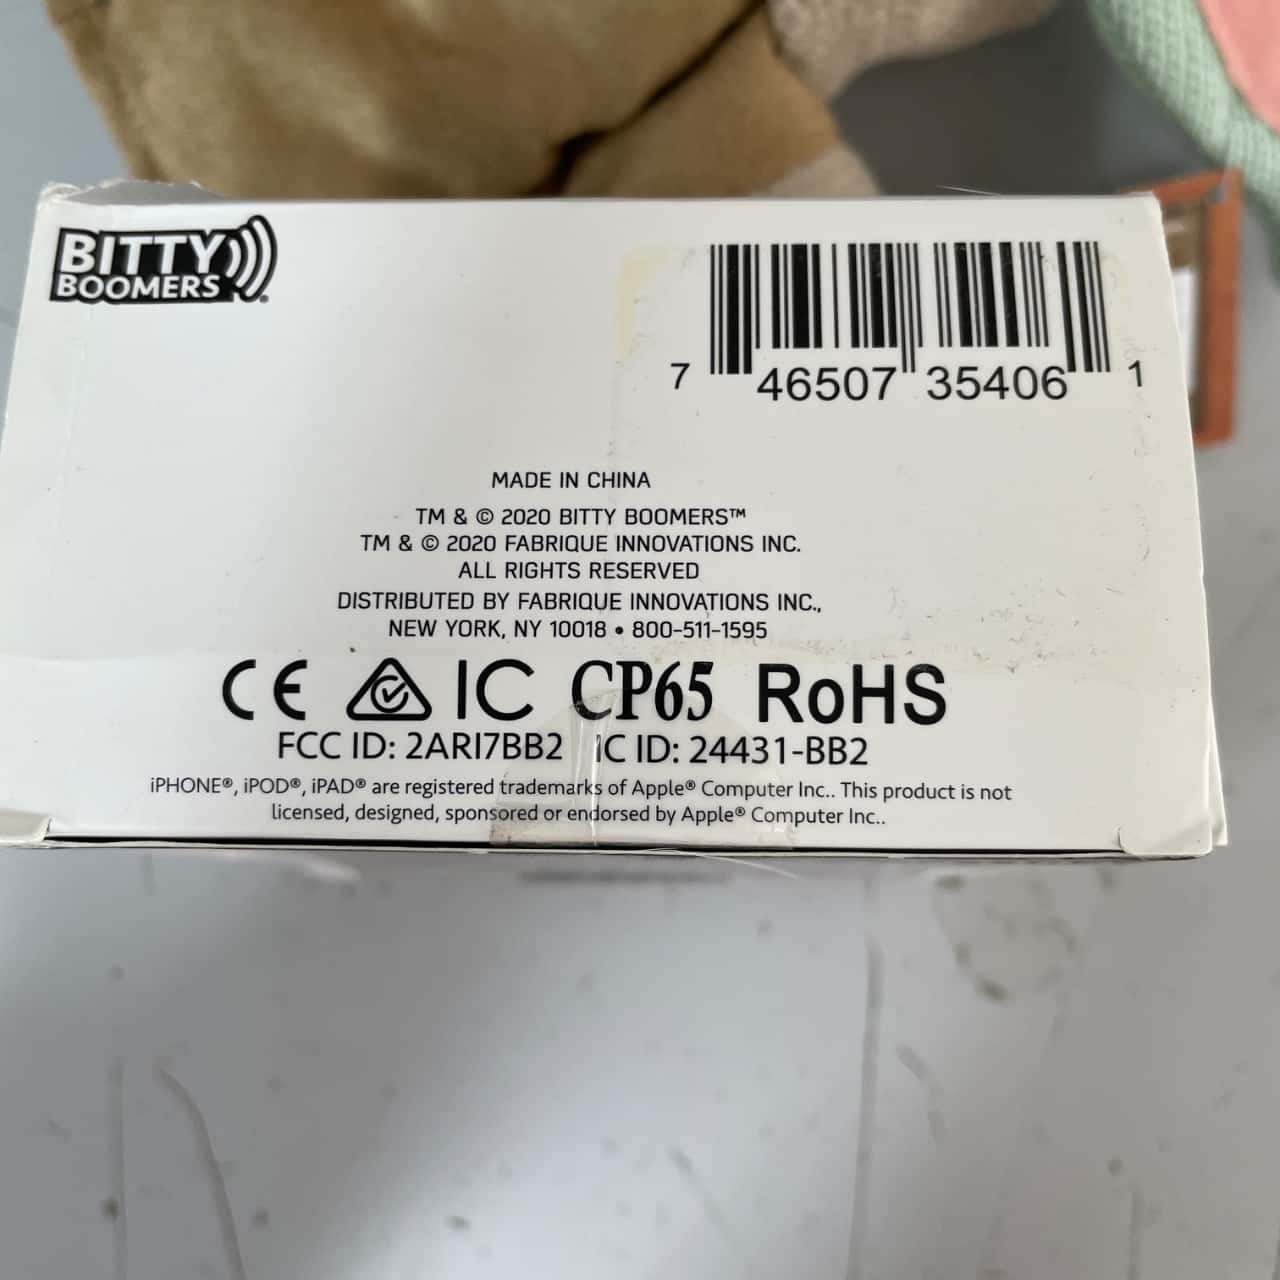 BITTY
BOOMERS®
7 46507 35406 1
MADE IN CHINA
TM & © 2020 BITTY BOOMERS™
TM & © 2020 FABRIQUE INNOVATIONS INC.
ALL RIGHTS RESERVED
DISTRIBUTED BY FABRIQUE INNOVATIONS INC.,
NEW YORK, NY 10018 • 800-511-1595
CE IC CP65 RoHS
FCC ID: 2ARI7BB2 IC ID: 24431-BB2
iPHONE®, iPOD®, iPAD® are registered trademarks of Apple® Computer Inc.. This product is not
licensed, designed, sponsored or endorsed by Apple® Computer Inc..